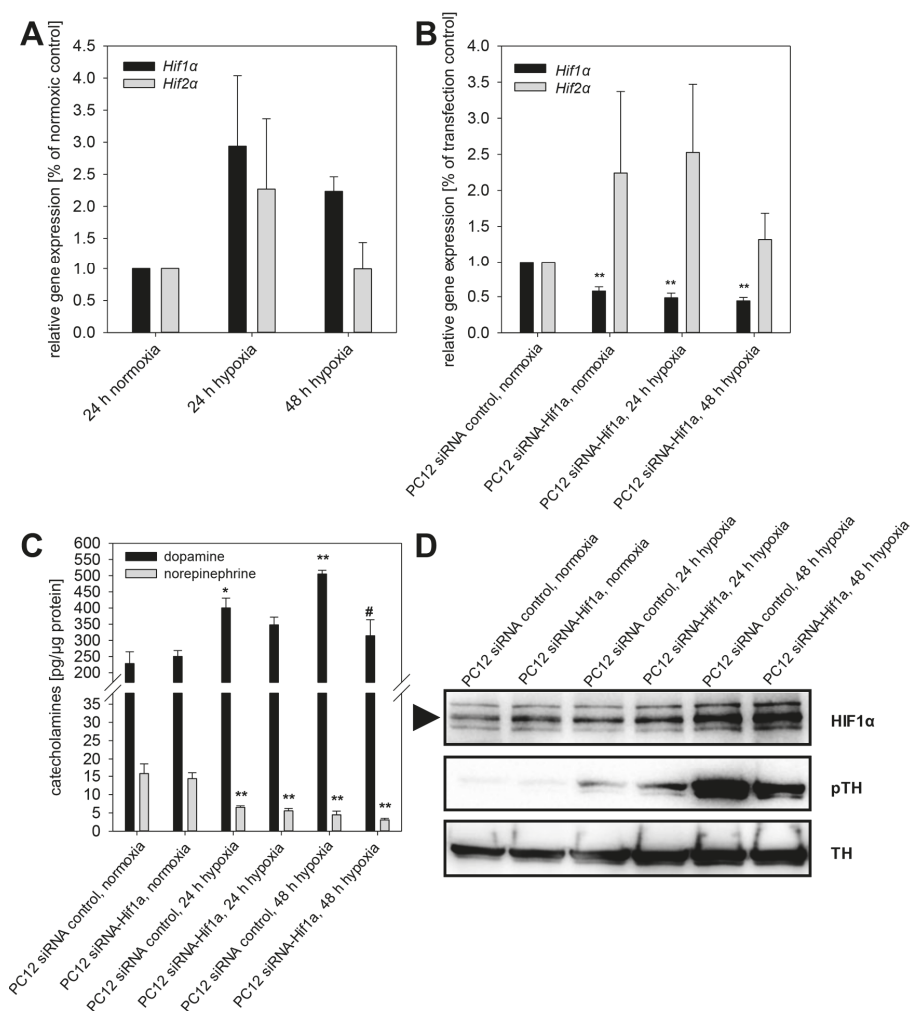 A
relative gene expression [% of normoxic control]
4.5
4.0
3.5
3.0
2.5
2.0
1.5
1.0
0.5
0.0
Hif1α
Hif2α
24 h normoxia
24 h hypoxia
48 h hypoxia
B
relative gene expression [% of transfection control]
4.0
3.5
3.0
2.5
2.0
1.5
1.0
0.5
0.0
Hif1α
Hif2α
**
**
**
PC12 siRNA control, normoxia
PC12 siRNA-Hif1a, normoxia
PC12 siRNA-Hif1a, 24 h hypoxia
PC12 siRNA-Hif1a, 48 h hypoxia
C
catecholamines [pg/µg protein]
600
550
500
450
400
350
300
250
200
35
30
25
20
15
10
5
0
dopamine
norepinephrine
*
**
#
**
**
**
**
PC12 siRNA control, normoxia
PC12 siRNA-Hif1a, normoxia
PC12 siRNA control, 24 h hypoxia
PC12 siRNA-Hif1a, 24 h hypoxia
PC12 siRNA control, 48 h hypoxia
PC12 siRNA-Hif1a, 48 h hypoxia
D
PC12 siRNA control, normoxia
PC12 siRNA-Hif1a, normoxia
PC12 siRNA control, 24 h hypoxia
PC12 siRNA-Hif1a, 24 h hypoxia
PC12 siRNA control, 48 h hypoxia
PC12 siRNA-Hif1a, 48 h hypoxia
HIF1α
pTH
TH